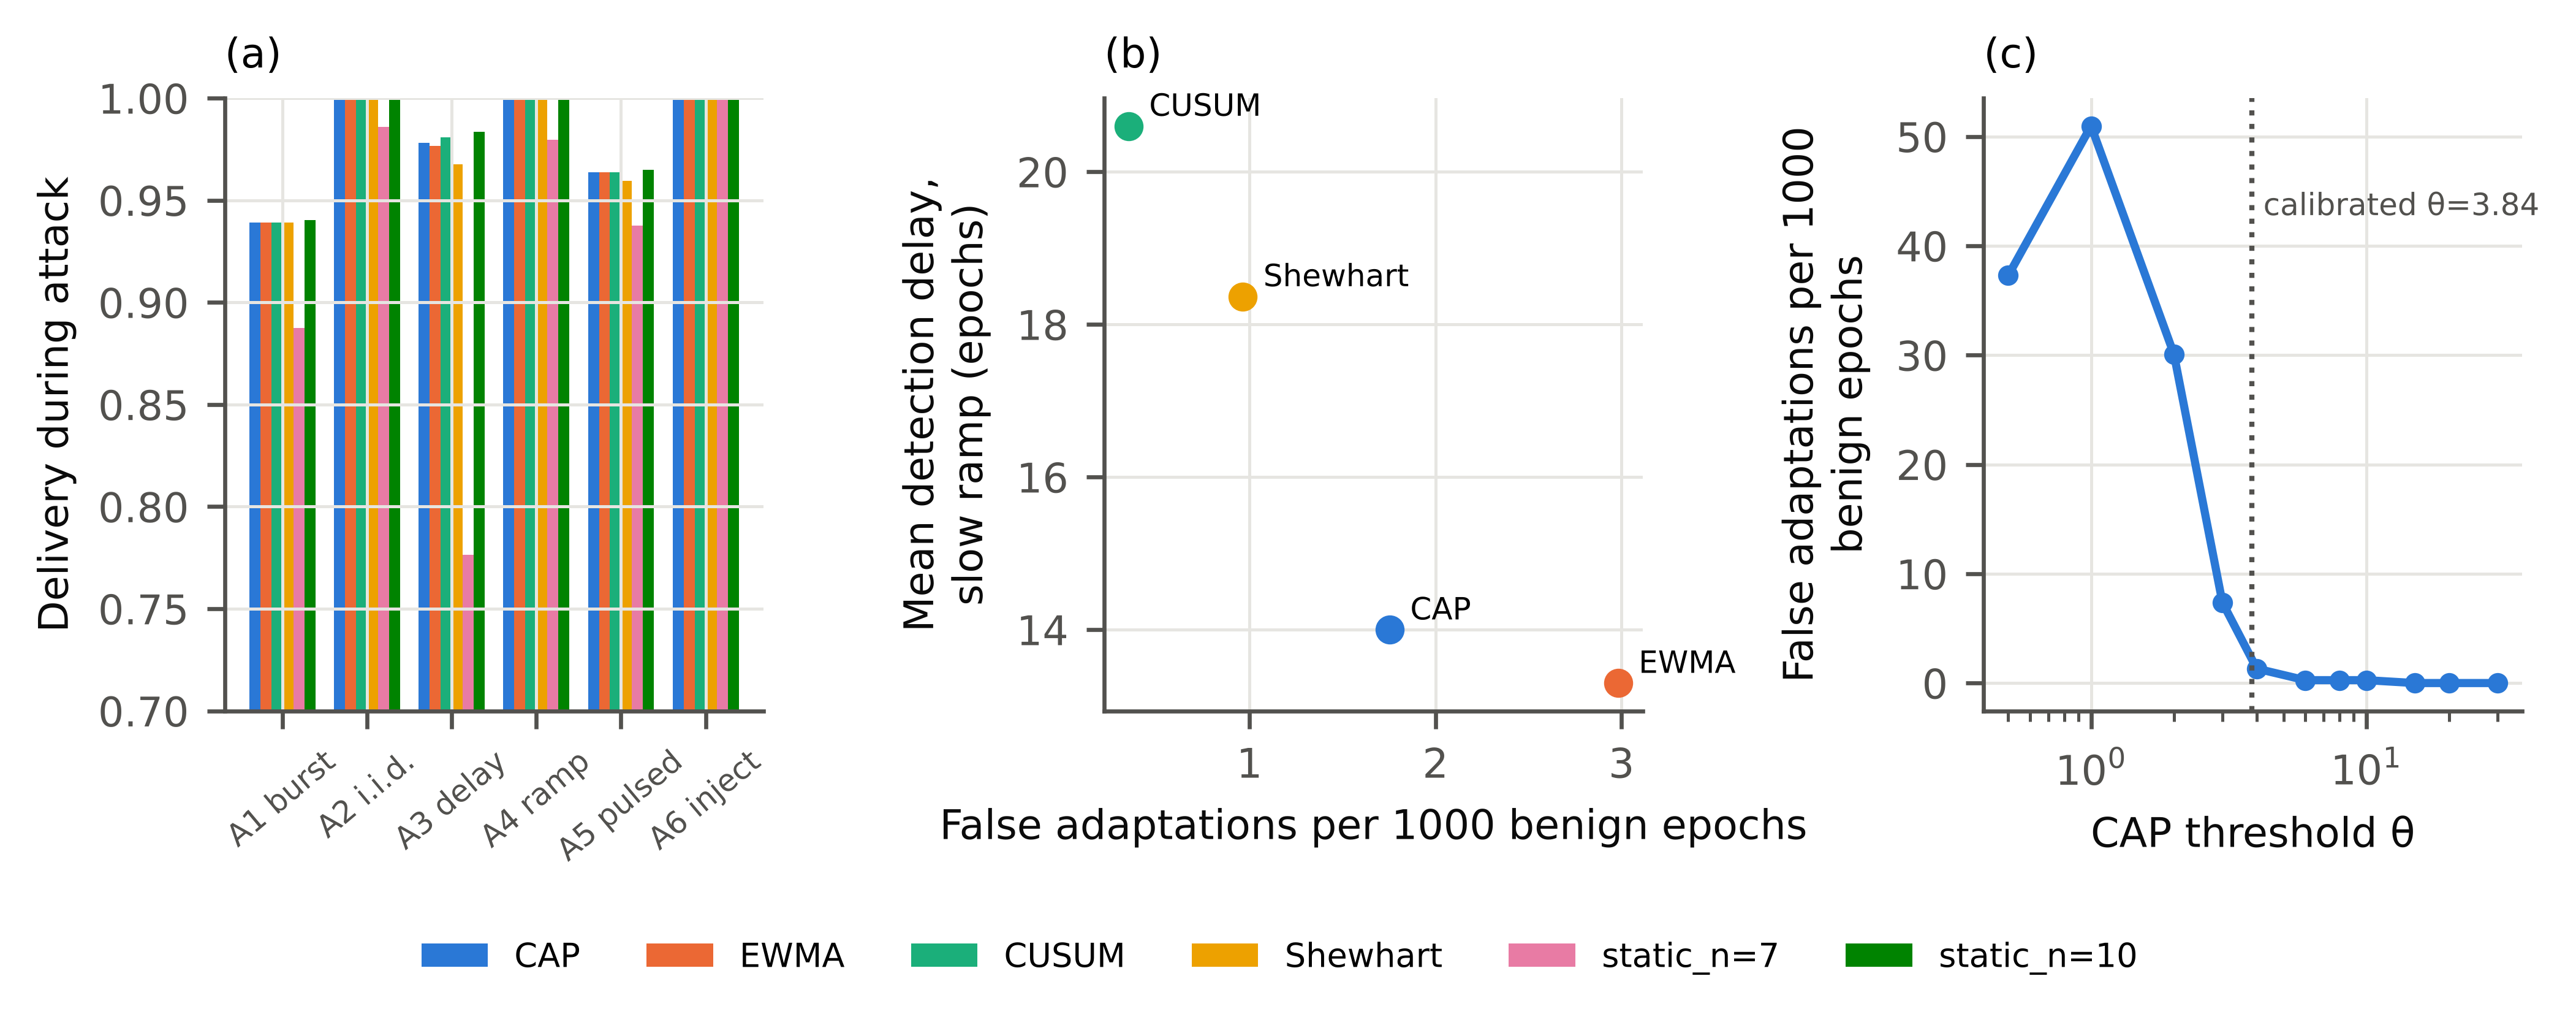 (a)
Delivery during attack
1.00
0.95
0.90
0.85
0.80
0.75
0.70
A1 burst
A2 i.i.d.
A3 delay
A4 ramp
A5 pulsed
A6 inject
(b)
Mean detection delay,
slow ramp (epochs)
20
18
16
14
CUSUM
Shewhart
CAP
EWMA
1
2
3
False adaptations per 1000 benign epochs
(c)
False adaptations per 1000
benign epochs
50
40
30
20
10
0
calibrated θ=3.84
10⁰
10¹
CAP threshold θ
CAP
EWMA
CUSUM
Shewhart
static_n=7
static_n=10